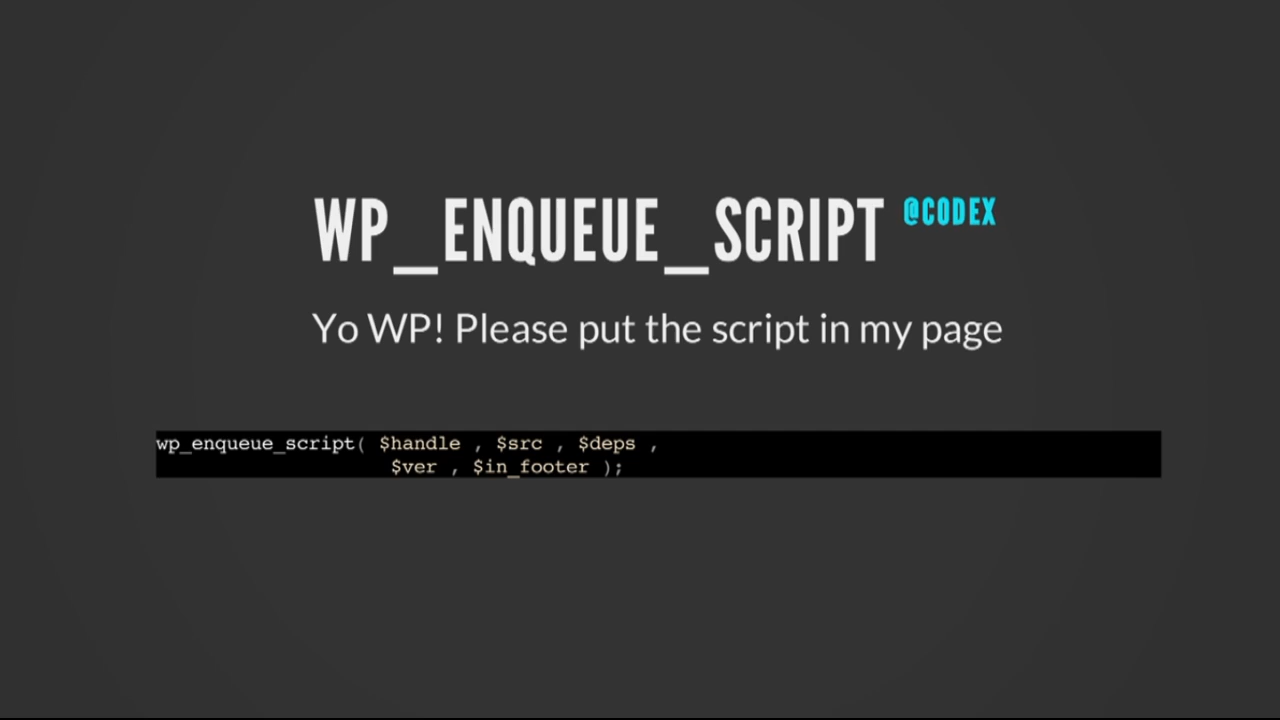 WP_ENQUEUE_SCRIPT @CODEX
Yo WP! Please put the script in my page
wp_enqueue_script( $handle , $src , $deps ,
$ver , $in_footer );